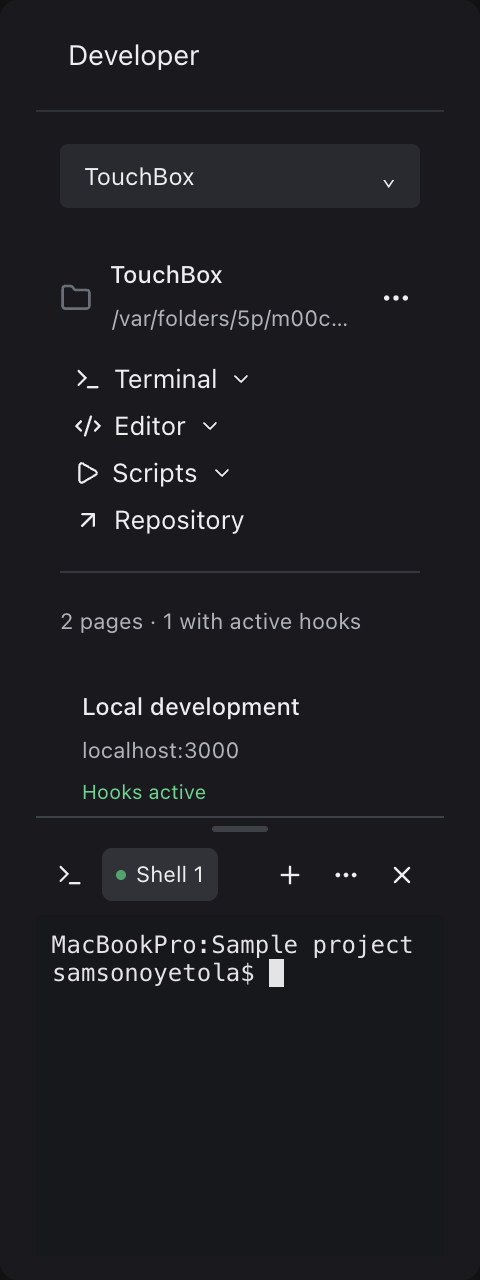 Developer
TouchBox
TouchBox
/var/folders/5p/m00c...
Terminal
Editor
Scripts
Repository
2 pages · 1 with active hooks
Local development
localhost:3000
Hooks active
Shell 1
MacBookPro:Sample project
samsonoyetola$